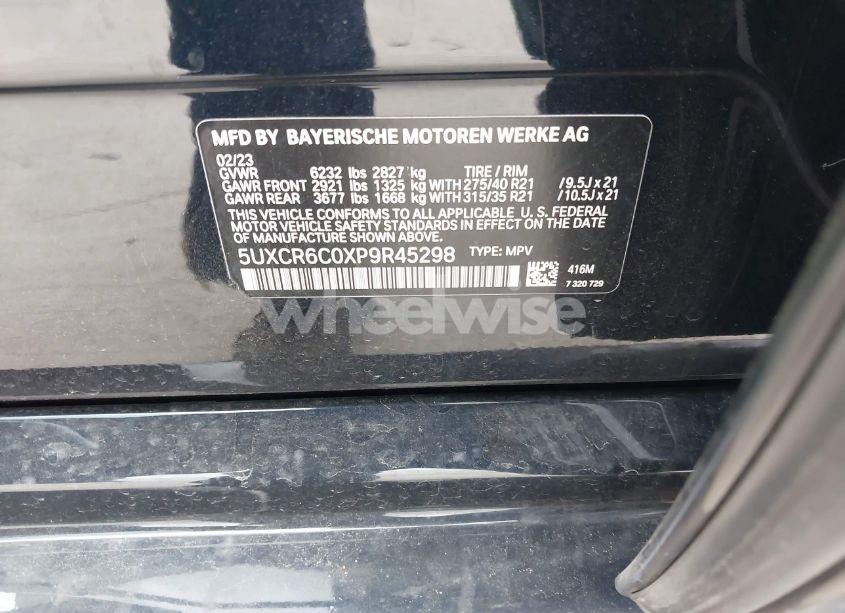 MFD BY BAYERISCHE MOTOREN WERKE AG
02/23
GVWR 6232 lbs 2827 kg TIRE / RIM
GAWR FRONT 2921 lbs 1325 kg WITH 275/40 R21 /9.5J x 21
GAWR REAR 3677 lbs 1668 kg WITH 315/35 R21 /10.5J x 21
THIS VEHICLE CONFORMS TO ALL APPLICABLE U. S. FEDERAL
MOTOR VEHICLE SAFETY STANDARDS IN EFFECT ON THE DATE
OF MANUFACTURE SHOWN ABOVE.
5UXCR6C0XP9R45298 TYPE: MPV
416M
7 320 729
wheelwise